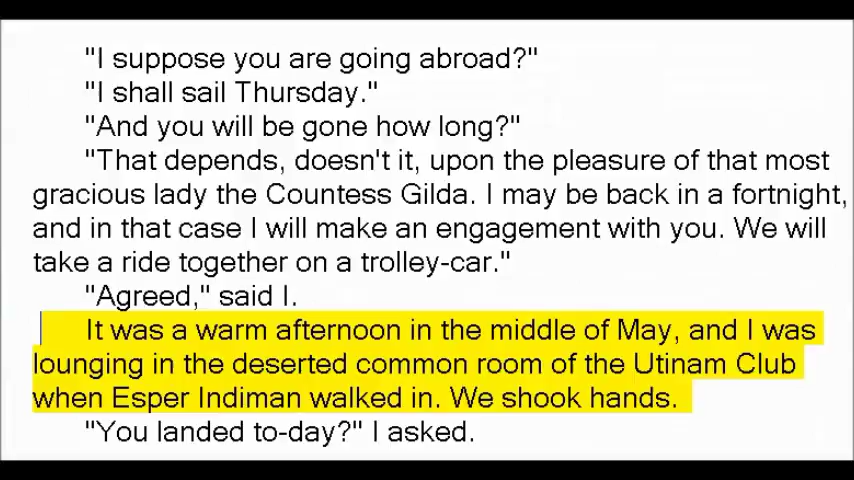 "I suppose you are going abroad?"
"I shall sail Thursday."
"And you will be gone how long?"
"That depends, doesn't it, upon the pleasure of that most
gracious lady the Countess Gilda. I may be back in a fortnight,
and in that case I will make an engagement with you. We will
take a ride together on a trolley-car."
"Agreed," said I.
It was a warm afternoon in the middle of May, and I was
lounging in the deserted common room of the Utinam Club
when Esper Indiman walked in. We shook hands.
"You landed to-day?" I asked.